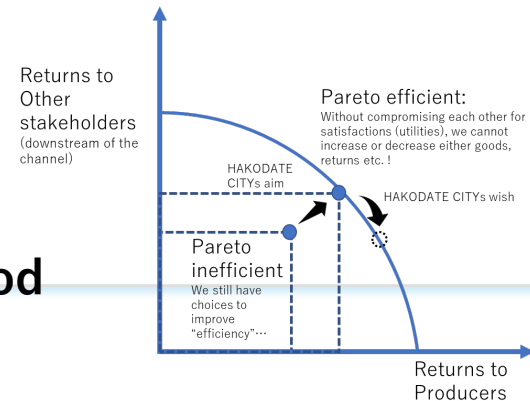 Returns to
Other
stakeholders
(downstream of the
channel)
Pareto efficient:
Without compromising each other for
satisfactions (utilities), we cannot
increase or decrease either goods,
returns etc. !
HAKODATE
CITYs aim
HAKODATE CITYs wish
Pareto
inefficient
We still have
choices to
improve
“efficiency”…
od
Returns to
Producers